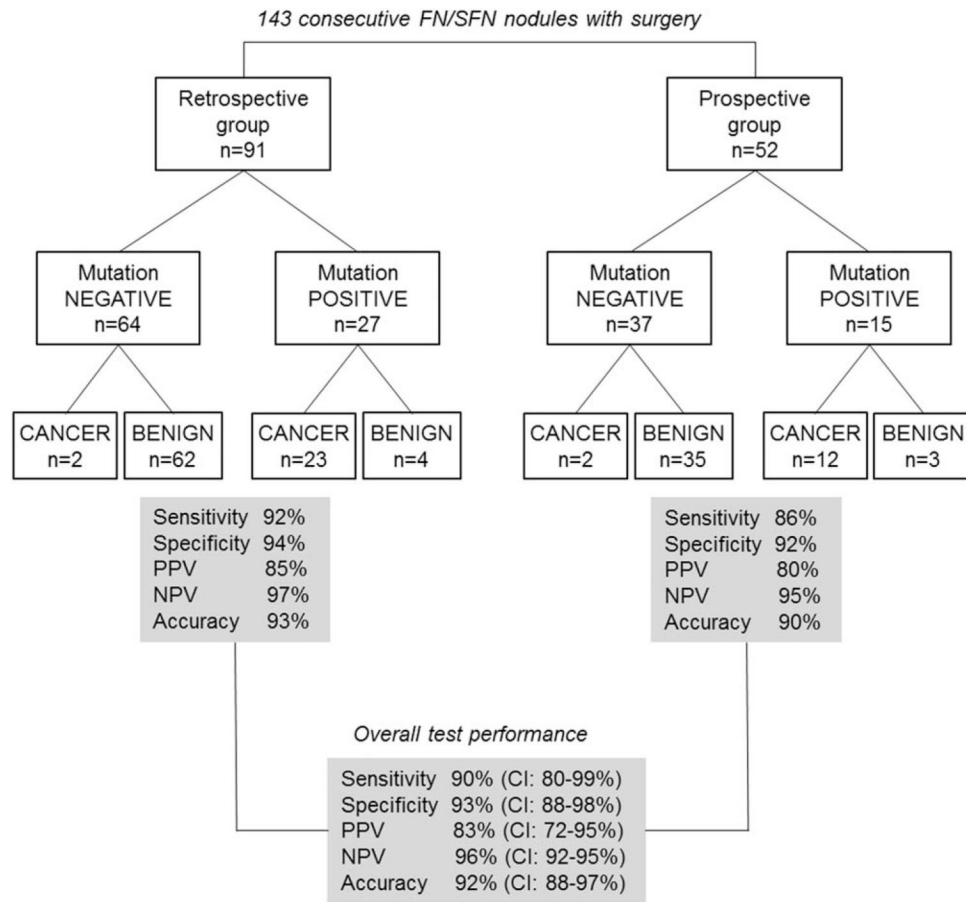 143 consecutive FN/SFN nodules with surgery
Retrospective
group
n=91
Prospective
group
n=52
Mutation
NEGATIVE
n=64
Mutation
POSITIVE
n=27
Mutation
NEGATIVE
n=37
Mutation
POSITIVE
n=15
CANCER
n=2
BENIGN
n=62
CANCER
n=23
BENIGN
n=4
CANCER
n=2
BENIGN
n=35
CANCER
n=12
BENIGN
n=3
Sensitivity 92%
Specificity 94%
PPV 85%
NPV 97%
Accuracy 93%
Sensitivity 86%
Specificity 92%
PPV 80%
NPV 95%
Accuracy 90%
Overall test performance
Sensitivity 90% (CI: 80-99%)
Specificity 93% (CI: 88-98%)
PPV 83% (CI: 72-95%)
NPV 96% (CI: 92-95%)
Accuracy 92% (CI: 88-97%)